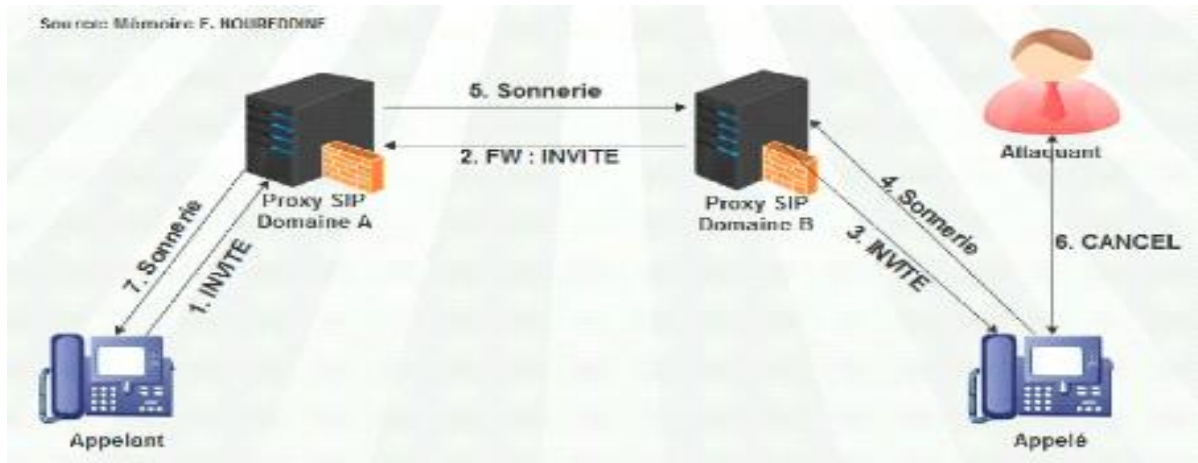 Source: Mémoire E. NOUREDDINE
5. Sonnerie
2. FW : INVITE
Attaquant
Proxy SIP
Domaine A
Proxy SIP
Domaine B
4. Sonnerie
3. INVITE
6. CANCEL
7. Sonnerie
1. INVITE
Appelant
Appelé